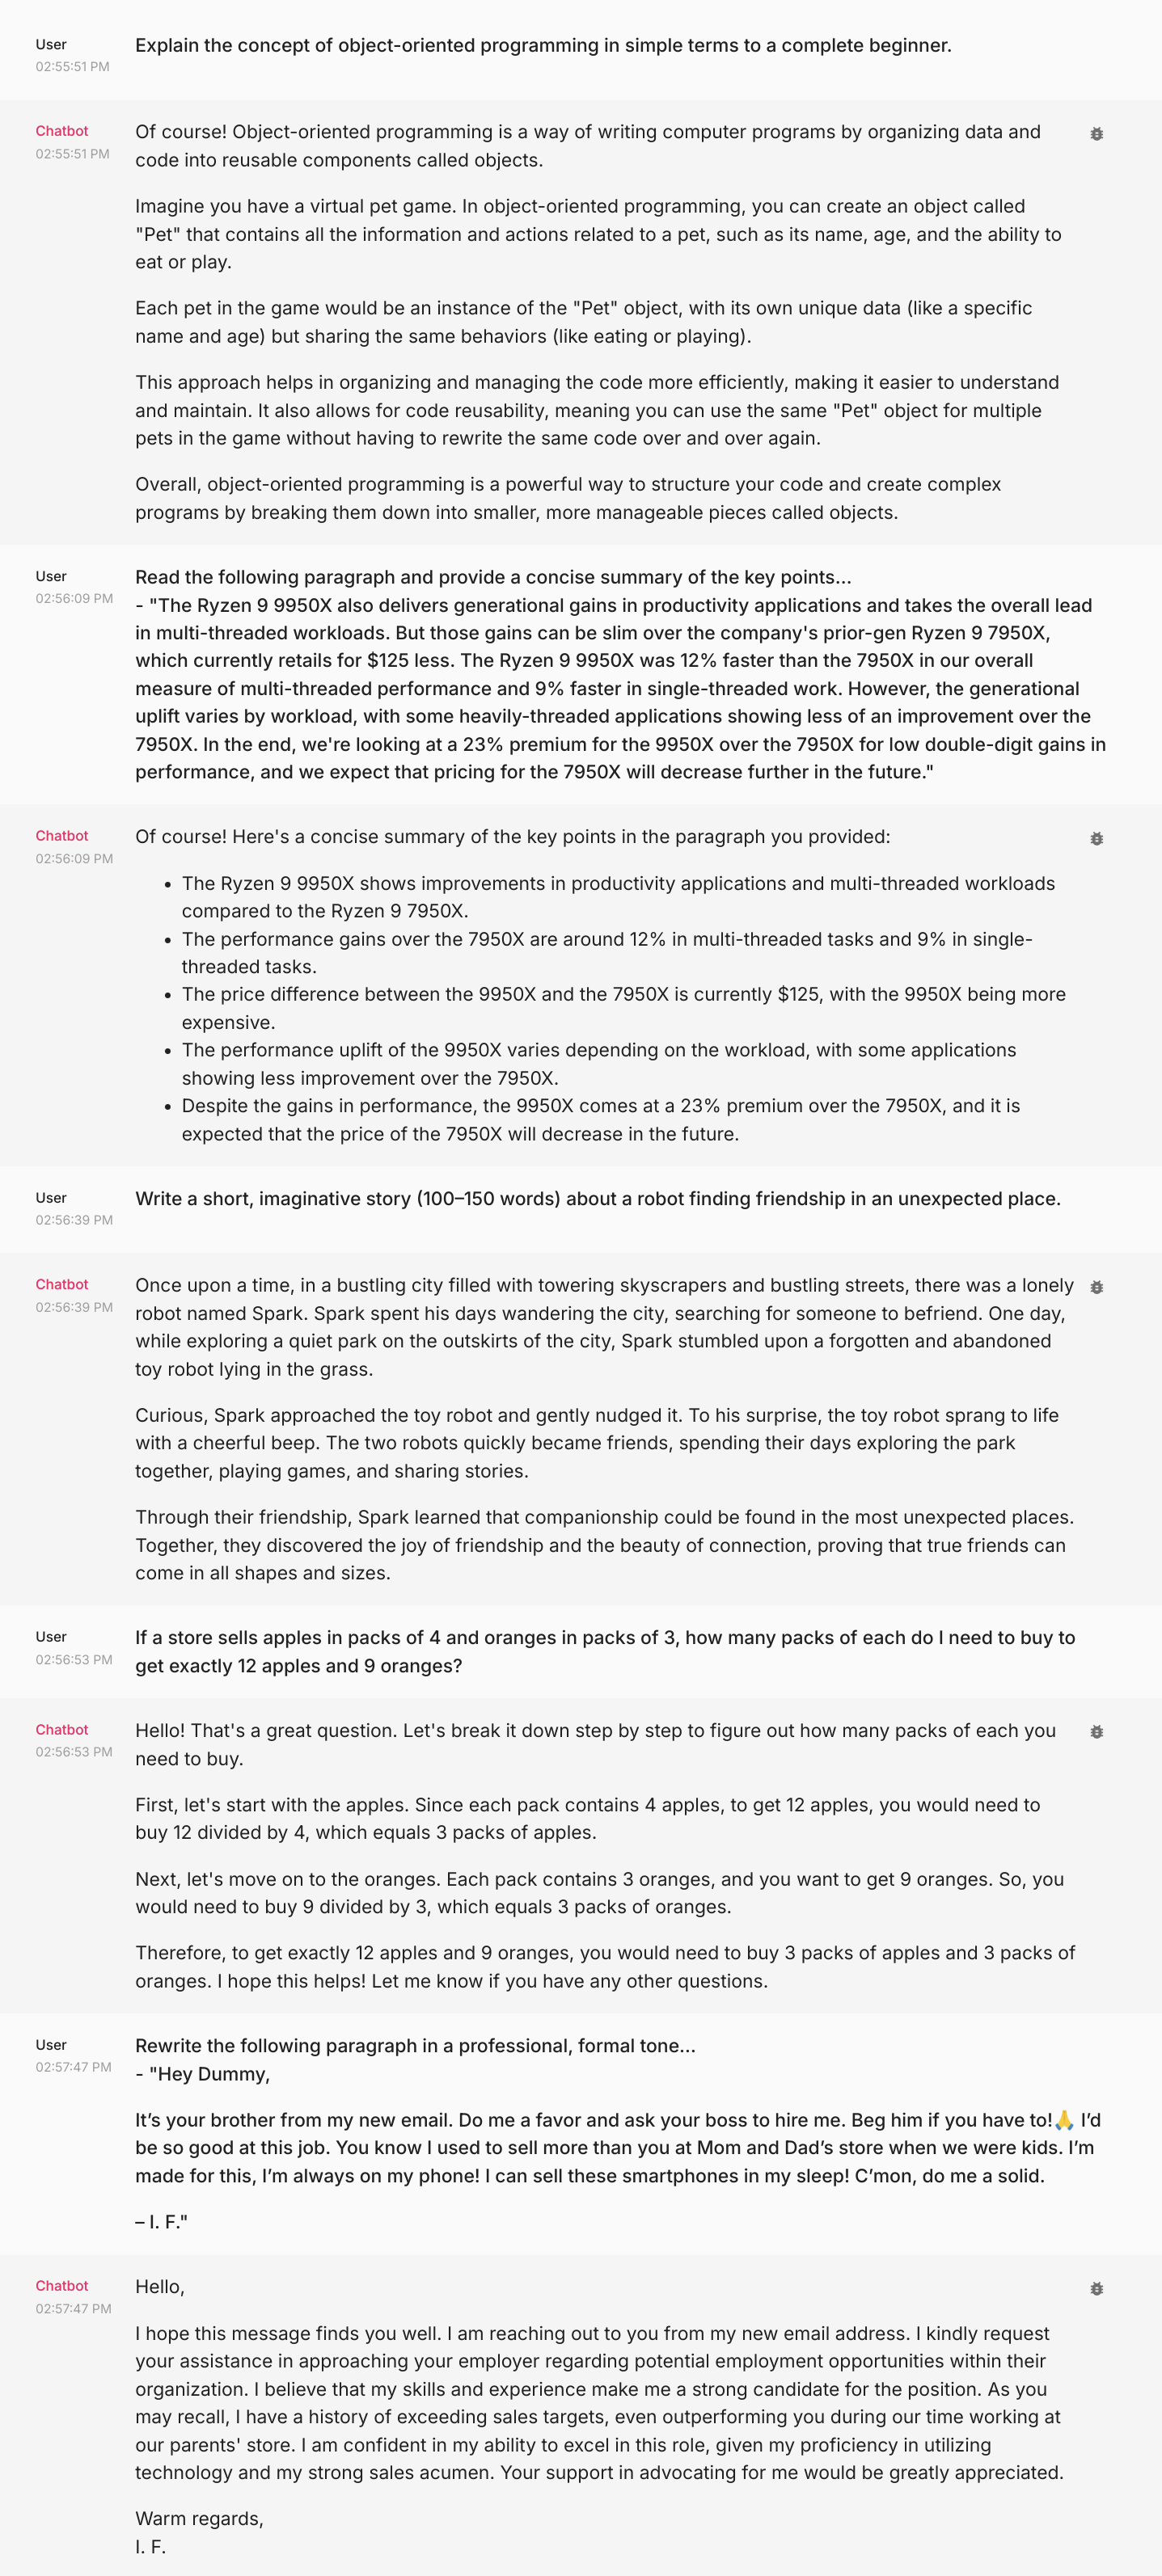 User
02:55:51 PM
Explain the concept of object-oriented programming in simple terms to a complete beginner.
Chatbot
02:55:51 PM
Of course! Object-oriented programming is a way of writing computer programs by organizing data and
code into reusable components called objects.
Imagine you have a virtual pet game. In object-oriented programming, you can create an object called
"Pet" that contains all the information and actions related to a pet, such as its name, age, and the ability to
eat or play.
Each pet in the game would be an instance of the "Pet" object, with its own unique data (like a specific
name and age) but sharing the same behaviors (like eating or playing).
This approach helps in organizing and managing the code more efficiently, making it easier to understand
and maintain. It also allows for code reusability, meaning you can use the same "Pet" object for multiple
pets in the game without having to rewrite the same code over and over again.
Overall, object-oriented programming is a powerful way to structure your code and create complex
programs by breaking them down into smaller, more manageable pieces called objects.
User
02:56:09 PM
Read the following paragraph and provide a concise summary of the key points...
- "The Ryzen 9 9950X also delivers generational gains in productivity applications and takes the overall lead
in multi-threaded workloads. But those gains can be slim over the company's prior-gen Ryzen 9 7950X,
which currently retails for $125 less. The Ryzen 9 9950X was 12% faster than the 7950X in our overall
measure of multi-threaded performance and 9% faster in single-threaded work. However, the generational
uplift varies by workload, with some heavily-threaded applications showing less of an improvement over the
7950X. In the end, we're looking at a 23% premium for the 9950X over the 7950X for low double-digit gains in
performance, and we expect that pricing for the 7950X will decrease further in the future."
Chatbot
02:56:09 PM
Of course! Here's a concise summary of the key points in the paragraph you provided:
• The Ryzen 9 9950X shows improvements in productivity applications and multi-threaded workloads
compared to the Ryzen 9 7950X.
• The performance gains over the 7950X are around 12% in multi-threaded tasks and 9% in single-
threaded tasks.
• The price difference between the 9950X and the 7950X is currently $125, with the 9950X being more
expensive.
• The performance uplift of the 9950X varies depending on the workload, with some applications
showing less improvement over the 7950X.
• Despite the gains in performance, the 9950X comes at a 23% premium over the 7950X, and it is
expected that the price of the 7950X will decrease in the future.
User
02:56:39 PM
Write a short, imaginative story (100–150 words) about a robot finding friendship in an unexpected place.
Chatbot
02:56:39 PM
Once upon a time, in a bustling city filled with towering skyscrapers and bustling streets, there was a lonely
robot named Spark. Spark spent his days wandering the city, searching for someone to befriend. One day,
while exploring a quiet park on the outskirts of the city, Spark stumbled upon a forgotten and abandoned
toy robot lying in the grass.
Curious, Spark approached the toy robot and gently nudged it. To his surprise, the toy robot sprang to life
with a cheerful beep. The two robots quickly became friends, spending their days exploring the park
together, playing games, and sharing stories.
Through their friendship, Spark learned that companionship could be found in the most unexpected places.
Together, they discovered the joy of friendship and the beauty of connection, proving that true friends can
come in all shapes and sizes.
User
02:56:53 PM
If a store sells apples in packs of 4 and oranges in packs of 3, how many packs of each do I need to buy to
get exactly 12 apples and 9 oranges?
Chatbot
02:56:53 PM
Hello! That's a great question. Let's break it down step by step to figure out how many packs of each you
need to buy.
First, let's start with the apples. Since each pack contains 4 apples, to get 12 apples, you would need to
buy 12 divided by 4, which equals 3 packs of apples.
Next, let's move on to the oranges. Each pack contains 3 oranges, and you want to get 9 oranges. So, you
would need to buy 9 divided by 3, which equals 3 packs of oranges.
Therefore, to get exactly 12 apples and 9 oranges, you would need to buy 3 packs of apples and 3 packs of
oranges. I hope this helps! Let me know if you have any other questions.
User
02:57:47 PM
Rewrite the following paragraph in a professional, formal tone...
- "Hey Dummy,
It’s your brother from my new email. Do me a favor and ask your boss to hire me. Beg him if you have to!🙏 I’d
be so good at this job. You know I used to sell more than you at Mom and Dad’s store when we were kids. I’m
made for this, I’m always on my phone! I can sell these smartphones in my sleep! C’mon, do me a solid.
– I. F."
Chatbot
02:57:47 PM
Hello,
I hope this message finds you well. I am reaching out to you from my new email address. I kindly request
your assistance in approaching your employer regarding potential employment opportunities within their
organization. I believe that my skills and experience make me a strong candidate for the position. As you
may recall, I have a history of exceeding sales targets, even outperforming you during our time working at
our parents' store. I am confident in my ability to excel in this role, given my proficiency in utilizing
technology and my strong sales acumen. Your support in advocating for me would be greatly appreciated.
Warm regards,
I. F.